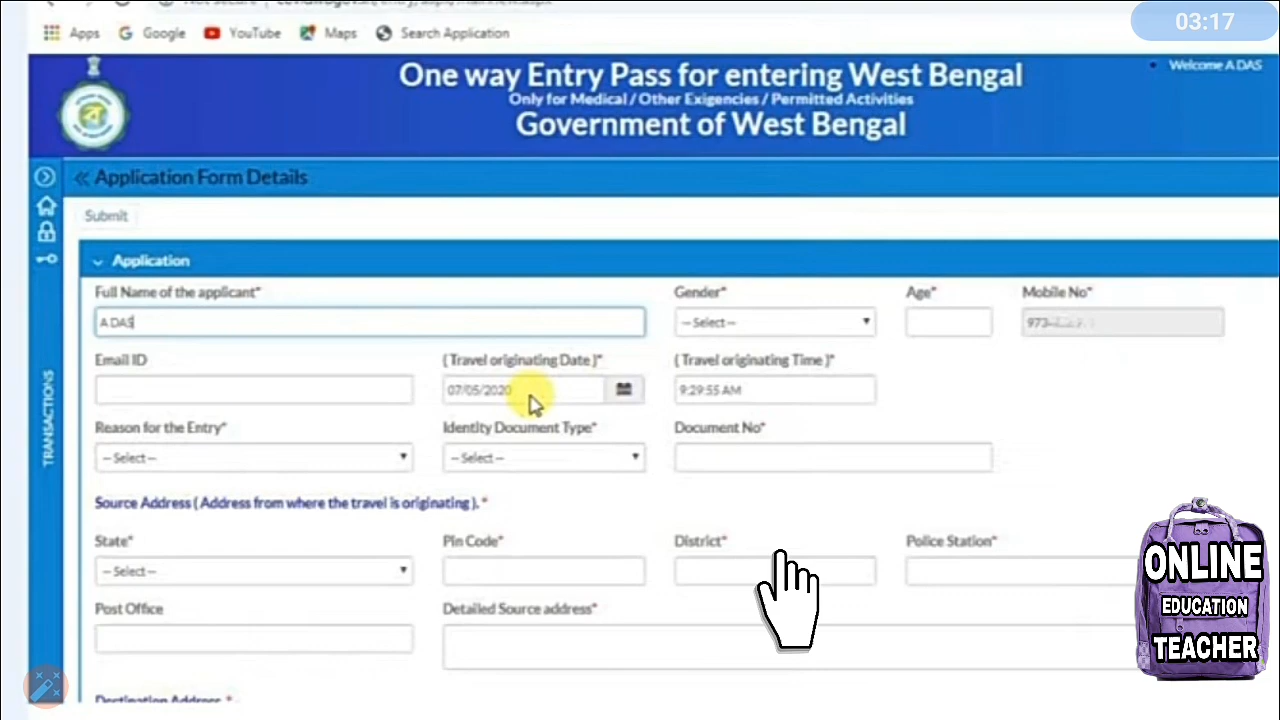 03:17
Apps Google YouTube Maps Search Application
Welcome A DAS
One way Entry Pass for entering West Bengal
Only for Medical / Other Exigencies / Permitted Activities
Government of West Bengal
Application Form Details
Submit
Application
Full Name of the applicant* Gender* Age* Mobile No*
A DAS -- Select -- 973
Email ID ( Travel originating Date )* ( Travel originating Time )*
07/05/2020 9:29:55 AM
Reason for the Entry* Identity Document Type* Document No*
-- Select -- -- Select --
Source Address ( Address from where the travel is originating ). *
State* Pin Code* District* Police Station*
-- Select --
Post Office Detailed Source address*
Destination Address *
TRANSACTIONS
ONLINE
EDUCATION
TEACHER